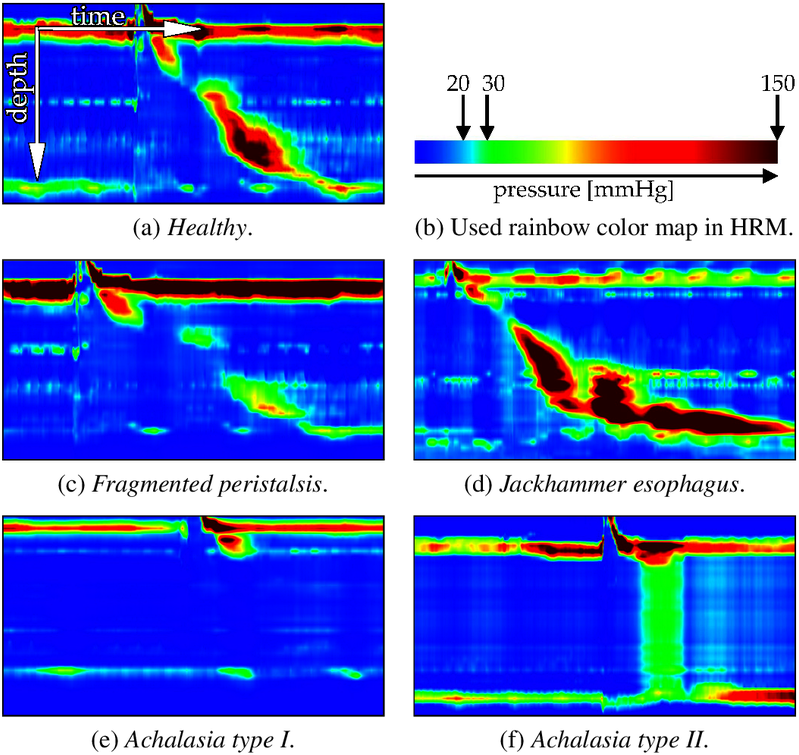 time
depth
20 30 150
pressure [mmHg]
(a) Healthy.
(b) Used rainbow color map in HRM.
(c) Fragmented peristalsis.
(d) Jackhammer esophagus.
(e) Achalasia type I.
(f) Achalasia type II.